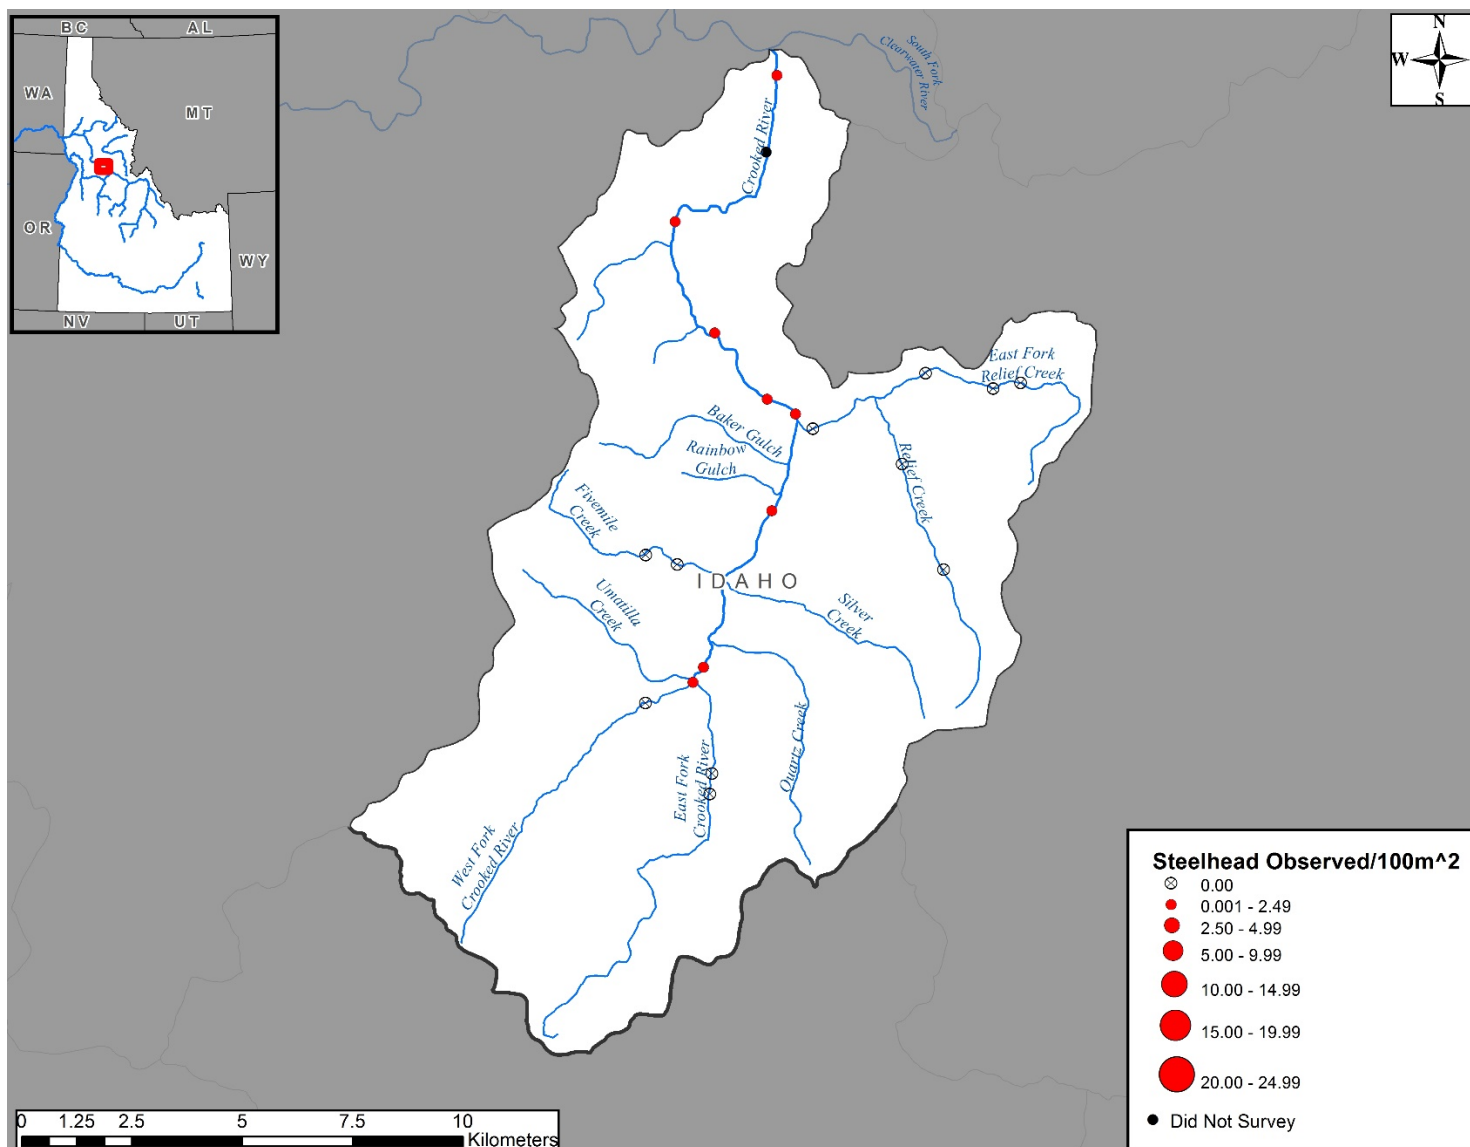 BC
AL
WA
MT
OR
WY
NV
UT
N
W
S
South Fork
Clearwater River
Crooked River
East Fork
Relief Creek
Baker Gulch
Rainbow
Gulch
Relief Creek
Fivemile
Creek
IDAHO
Umatilla
Creek
Silver
Creek
Quartz Creek
East Fork
Crooked River
West Fork
Crooked River
Steelhead Observed/100m^2
0.00
0.001 - 2.49
2.50 - 4.99
5.00 - 9.99
10.00 - 14.99
15.00 - 19.99
20.00 - 24.99
Did Not Survey
0 1.25 2.5 5 7.5 10
Kilometers